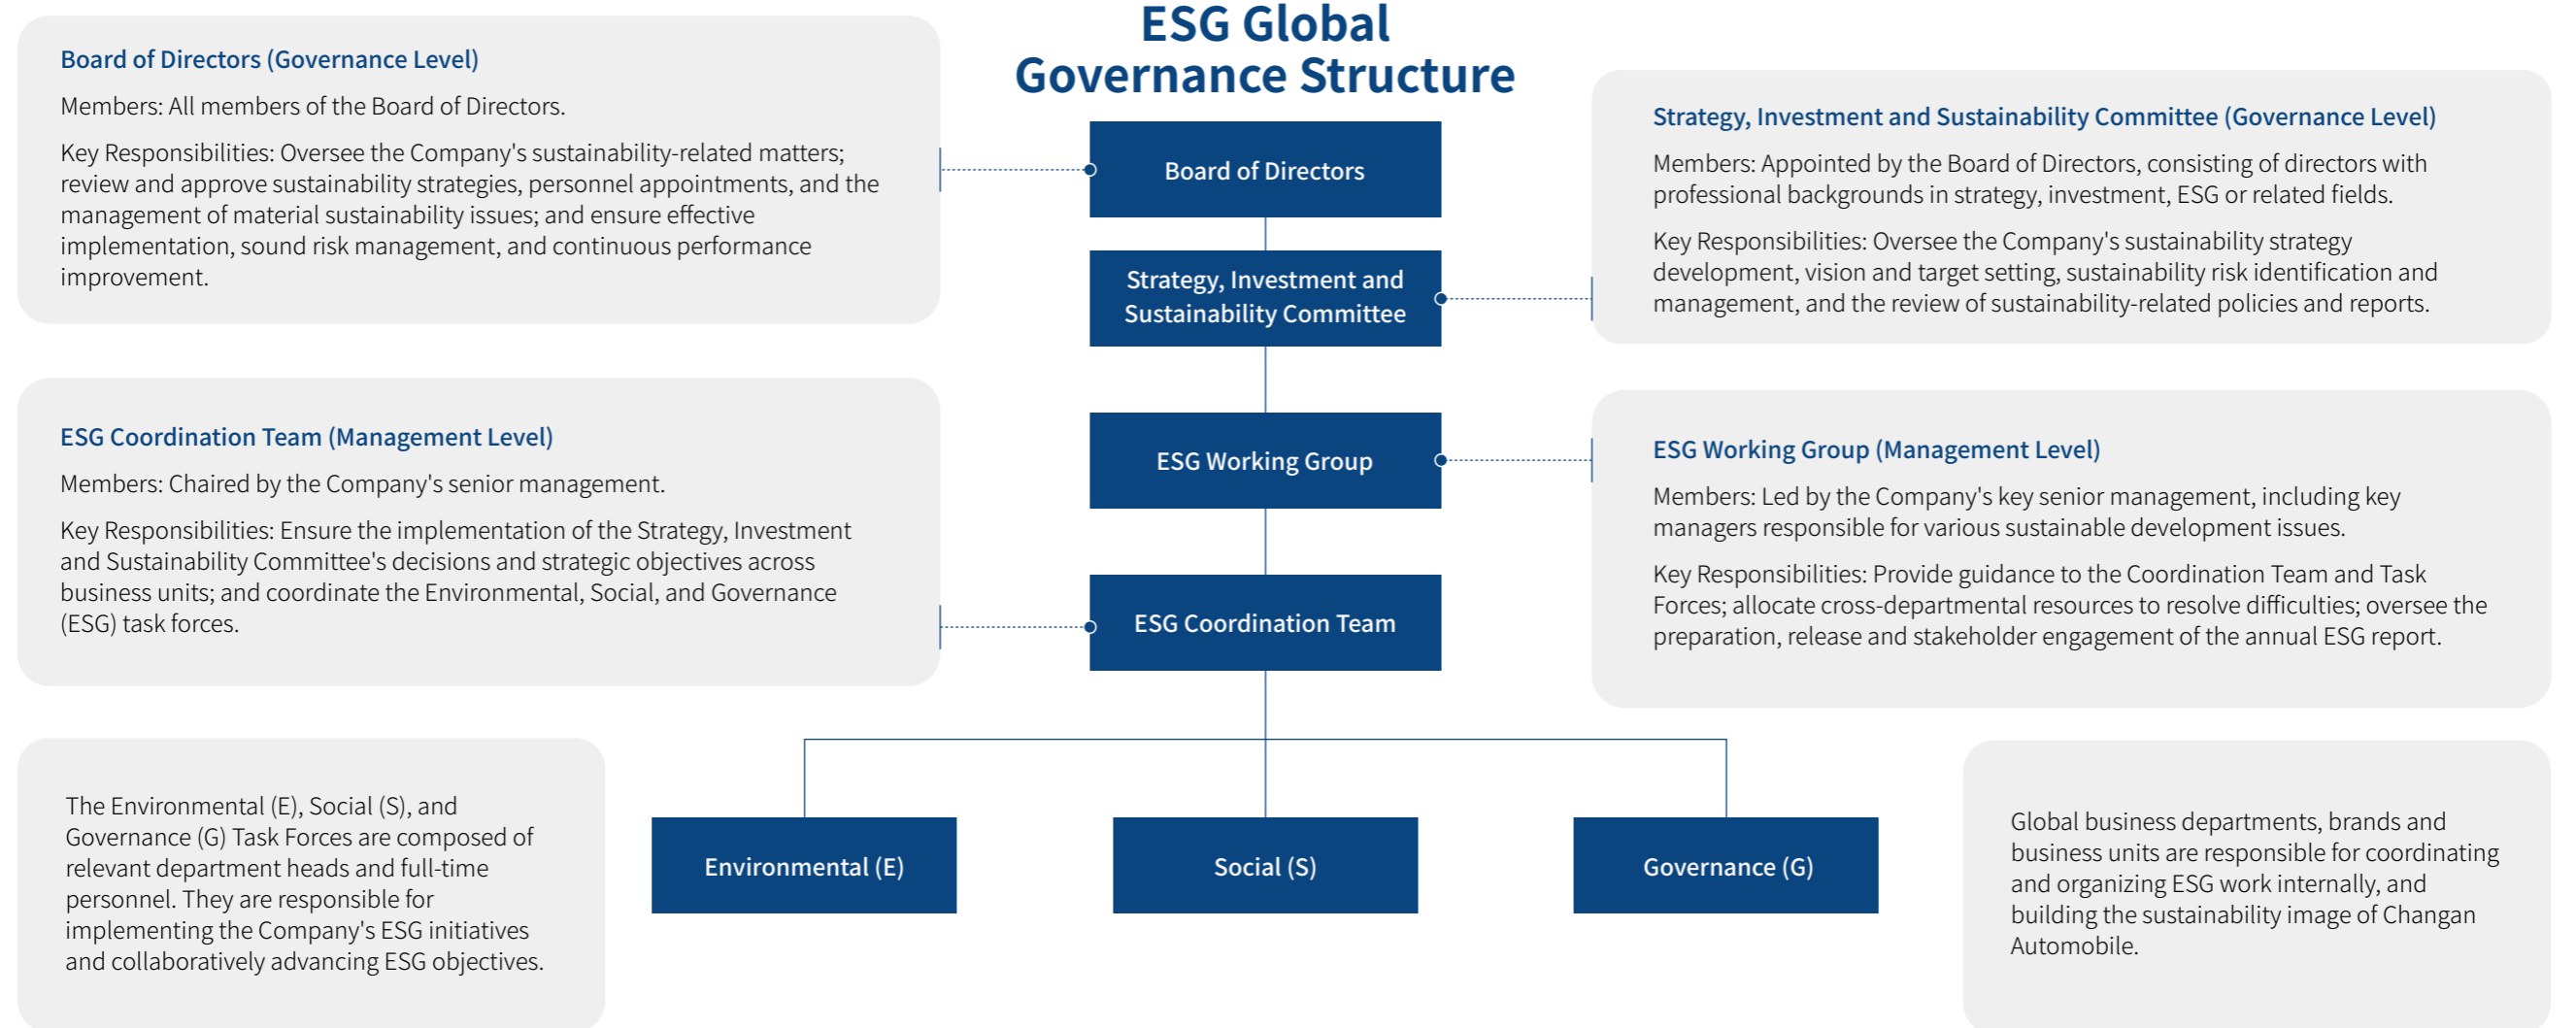 ESG Global
Governance Structure
Board of Directors (Governance Level)
Members: All members of the Board of Directors.
Key Responsibilities: Oversee the Company's sustainability-related matters;
review and approve sustainability strategies, personnel appointments, and the
management of material sustainability issues; and ensure effective
implementation, sound risk management, and continuous performance
improvement.
Board of Directors
Strategy, Investment and Sustainability Committee (Governance Level)
Members: Appointed by the Board of Directors, consisting of directors with
professional backgrounds in strategy, investment, ESG or related fields.
Key Responsibilities: Oversee the Company's sustainability strategy
development, vision and target setting, sustainability risk identification and
management, and the review of sustainability-related policies and reports.
Strategy, Investment and
Sustainability Committee
ESG Coordination Team (Management Level)
Members: Chaired by the Company's senior management.
Key Responsibilities: Ensure the implementation of the Strategy, Investment
and Sustainability Committee's decisions and strategic objectives across
business units; and coordinate the Environmental, Social, and Governance
(ESG) task forces.
ESG Working Group
ESG Working Group (Management Level)
Members: Led by the Company's key senior management, including key
managers responsible for various sustainable development issues.
Key Responsibilities: Provide guidance to the Coordination Team and Task
Forces; allocate cross-departmental resources to resolve difficulties; oversee the
preparation, release and stakeholder engagement of the annual ESG report.
ESG Coordination Team
The Environmental (E), Social (S), and
Governance (G) Task Forces are composed of
relevant department heads and full-time
personnel. They are responsible for
implementing the Company's ESG initiatives
and collaboratively advancing ESG objectives.
Environmental (E)
Social (S)
Governance (G)
Global business departments, brands and
business units are responsible for coordinating
and organizing ESG work internally, and
building the sustainability image of Changan
Automobile.